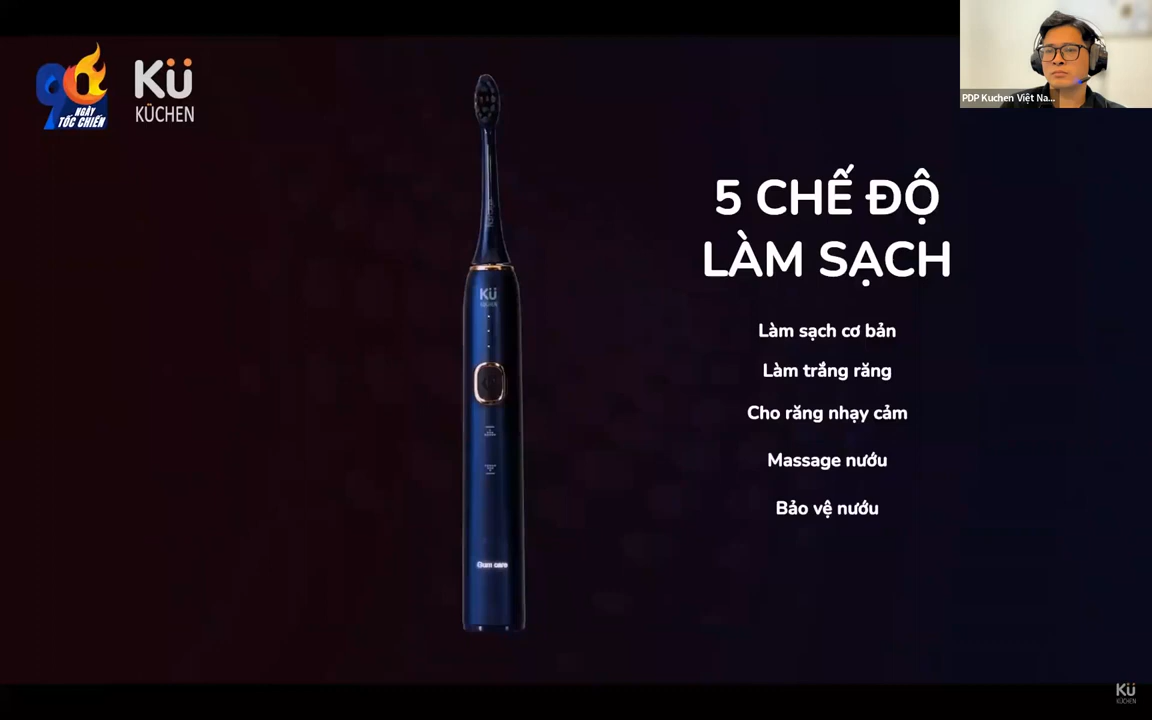 90
NGÀY
TỐC CHIẾN
KÜ
KÜCHEN
PDP Kuchen Việt Na...
5 CHẾ ĐỘ
LÀM SẠCH
Làm sạch cơ bản
Làm trắng răng
Cho răng nhạy cảm
Massage nướu
Bảo vệ nướu
KÜ
Gum care
KÜ
KÜCHEN